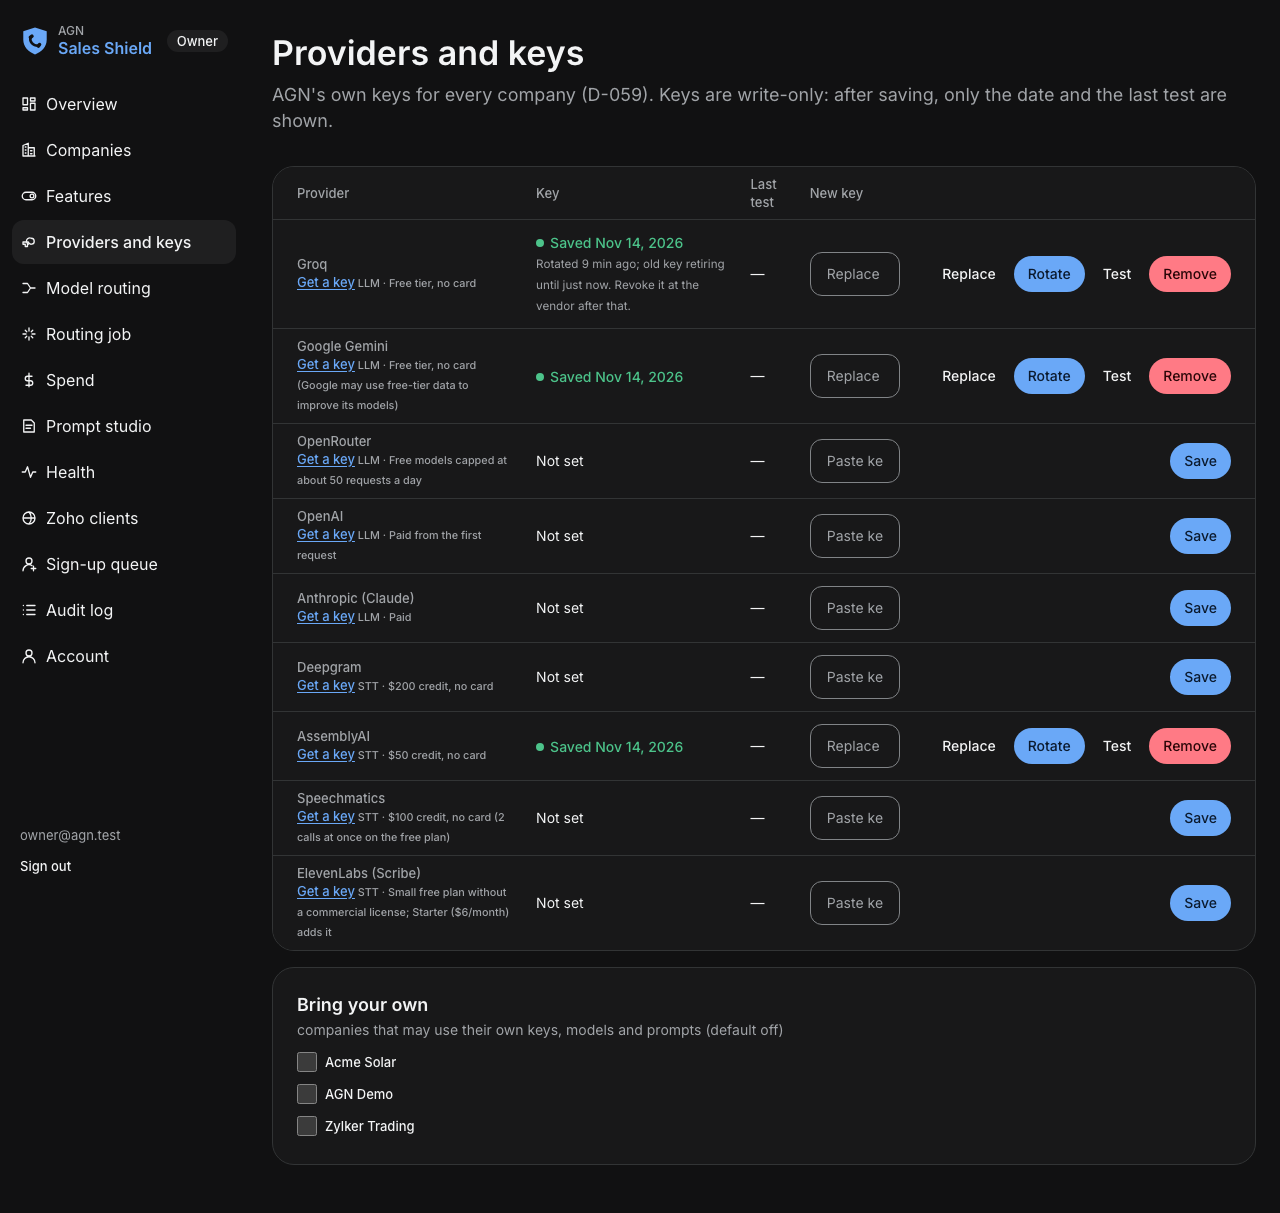 AGN
Sales Shield
Owner
Overview
Companies
Features
Providers and keys
Model routing
Routing job
Spend
Prompt studio
Health
Zoho clients
Sign-up queue
Audit log
Account
owner@agn.test
Sign out
Providers and keys
AGN's own keys for every company (D-059). Keys are write-only: after saving, only the date and the last test are
shown.
Provider Key Last test New key
Groq
Get a key LLM · Free tier, no card
Saved Nov 14, 2026
Rotated 9 min ago; old key retiring
until just now. Revoke it at the
vendor after that.
— Replace Replace Rotate Test Remove
Google Gemini
Get a key LLM · Free tier, no card
(Google may use free-tier data to
improve its models)
Saved Nov 14, 2026 — Replace Replace Rotate Test Remove
OpenRouter
Get a key LLM · Free models capped at
about 50 requests a day
Not set — Paste ke Save
OpenAI
Get a key LLM · Paid from the first
request
Not set — Paste ke Save
Anthropic (Claude)
Get a key LLM · Paid
Not set — Paste ke Save
Deepgram
Get a key STT · $200 credit, no card
Not set — Paste ke Save
AssemblyAI
Get a key STT · $50 credit, no card
Saved Nov 14, 2026 — Replace Replace Rotate Test Remove
Speechmatics
Get a key STT · $100 credit, no card (2
calls at once on the free plan)
Not set — Paste ke Save
ElevenLabs (Scribe)
Get a key STT · Small free plan without
a commercial license; Starter ($6/month)
adds it
Not set — Paste ke Save
Bring your own
companies that may use their own keys, models and prompts (default off)
Acme Solar
AGN Demo
Zylker Trading